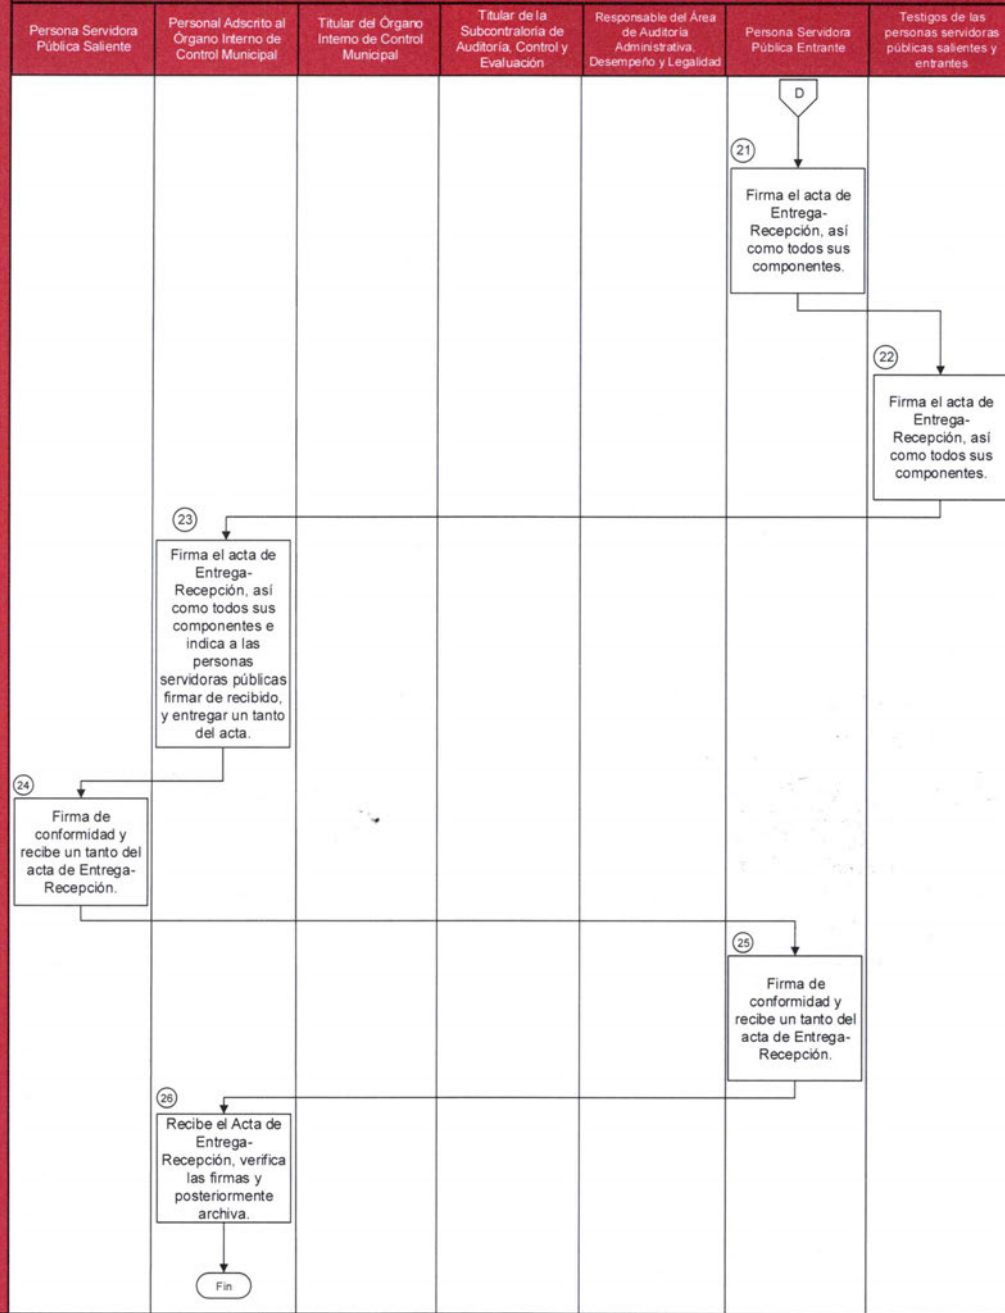 Persona Servidora
Pública Saliente
Personal Adscrito al
Órgano Interno de
Control Municipal
Titular del Órgano
Interno de Control
Municipal
Titular de la
Subcontraloría de
Auditoría, Control y
Evaluación
Responsable del Área
de Auditoría
Administrativa,
Desempeño y Legalidad
Persona Servidora
Pública Entrante
Testigos de las
personas servidoras
públicas salientes y
entrantes
D
21
Firma el acta de
Entrega-
Recepción, así
como todos sus
componentes.
22
Firma el acta de
Entrega-
Recepción, así
como todos sus
componentes.
23
Firma el acta de
Entrega-
Recepción, así
como todos sus
componentes e
indica a las
personas
servidoras públicas
firmar de recibido,
y entregar un tanto
del acta.
24
Firma de
conformidad y
recibe un tanto del
acta de Entrega-
Recepción.
25
Firma de
conformidad y
recibe un tanto del
acta de Entrega-
Recepción.
26
Recibe el Acta de
Entrega-
Recepción, verifica
las firmas y
posteriormente
archiva.
Fin